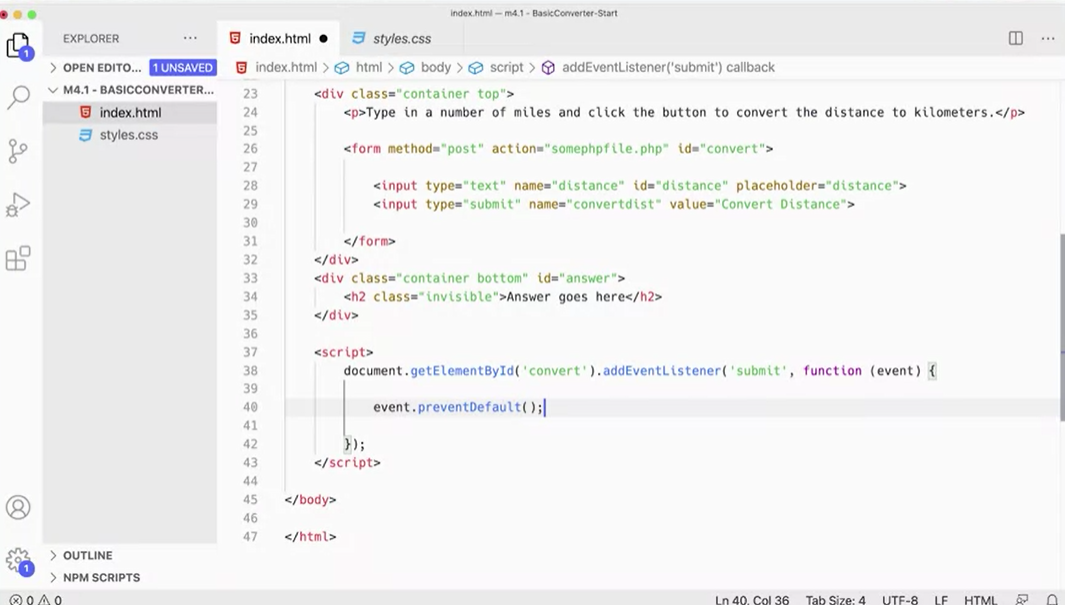 index.html — m4.1 - BasicConverter-Start
EXPLORER
index.html
styles.css
OPEN EDITO... 1 UNSAVED
index.html > html > body > script > addEventListener('submit') callback
M4.1 - BASICCONVERTER...
index.html
styles.css
23 <div class="container top">
24 <p>Type in a number of miles and click the button to convert the distance to kilometers.</p>
25
26 <form method="post" action="somephpfile.php" id="convert">
27
28 <input type="text" name="distance" id="distance" placeholder="distance">
29 <input type="submit" name="convertdist" value="Convert Distance">
30
31 </form>
32 </div>
33 <div class="container bottom" id="answer">
34 <h2 class="invisible">Answer goes here</h2>
35 </div>
36
37 <script>
38 document.getElementById('convert').addEventListener('submit', function (event) {
39
40 event.preventDefault();
41
42 });
43 </script>
44
45 </body>
46
47 </html>
1
1
OUTLINE
NPM SCRIPTS
0 0
Ln 40, Col 36 Tab Size: 4 UTF-8 LF HTML